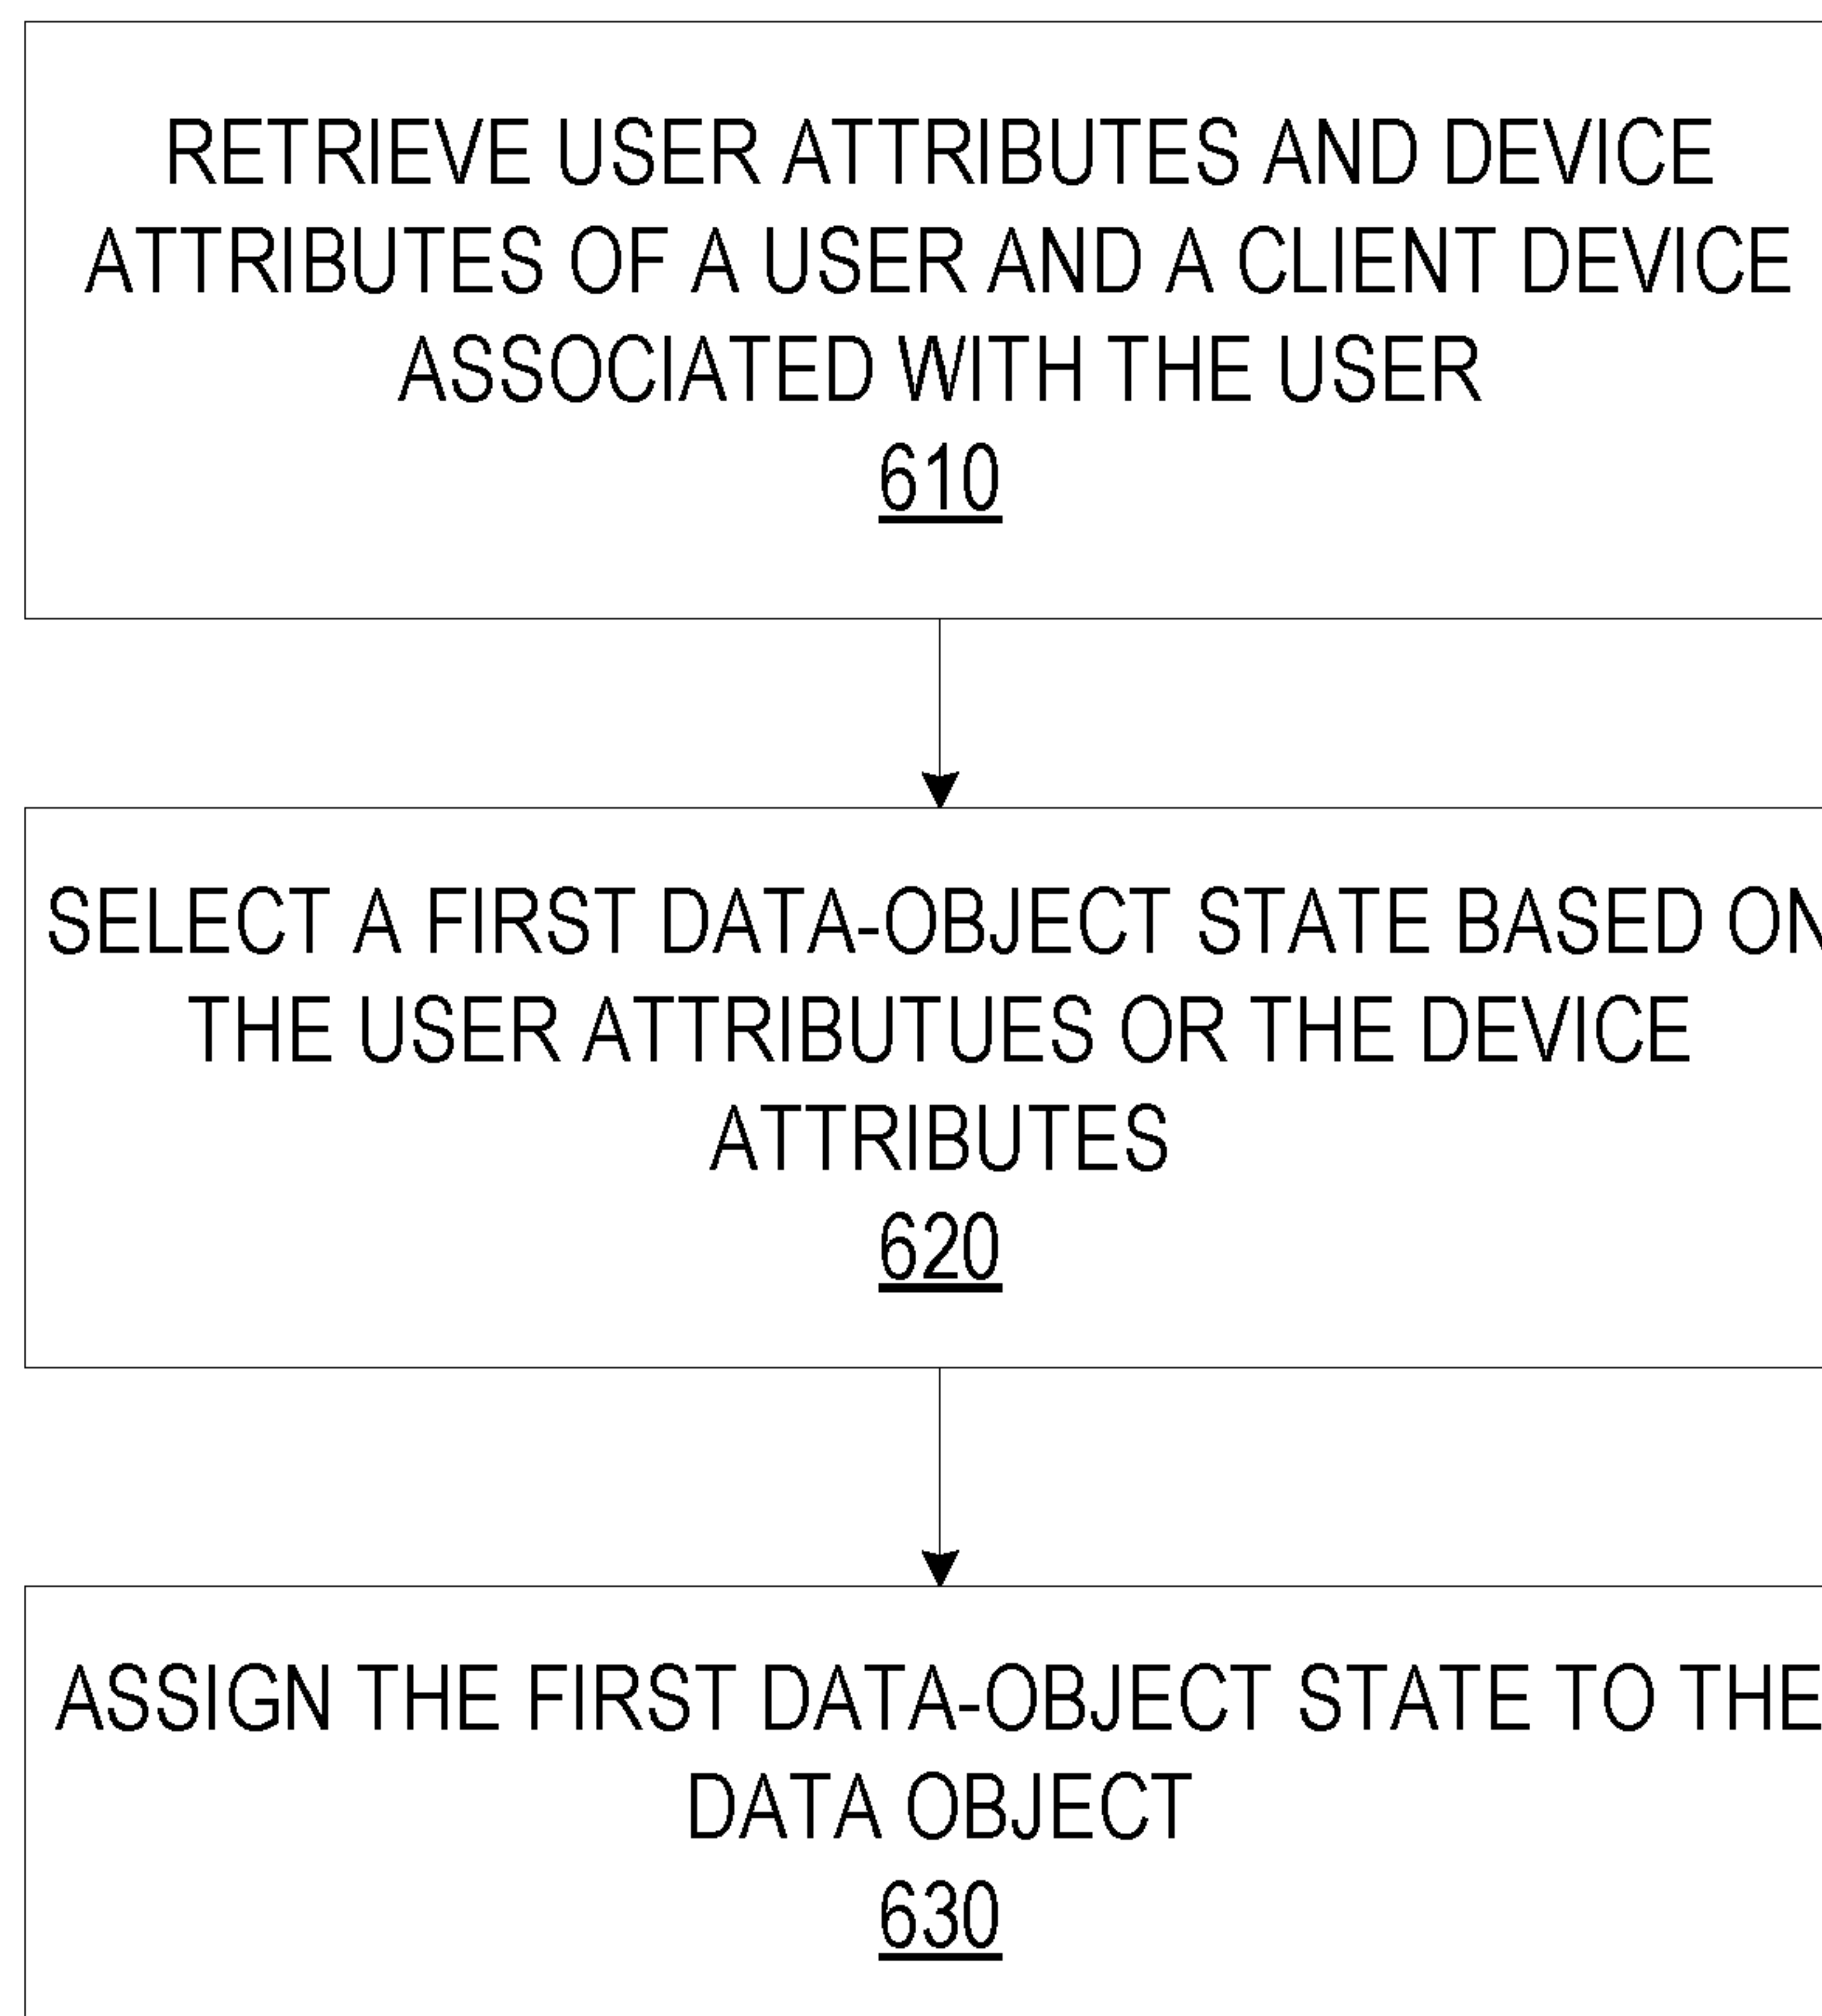 RETRIEVE USER ATTRIBUTES AND DEVICE
ATTRIBUTES OF A USER AND A CLIENT DEVICE
ASSOCIATED WITH THE USER
610
SELECT A FIRST DATA-OBJECT STATE BASED ON
THE USER ATTRIBUTUES OR THE DEVICE
ATTRIBUTES
620
ASSIGN THE FIRST DATA-OBJECT STATE TO THE
DATA OBJECT
630